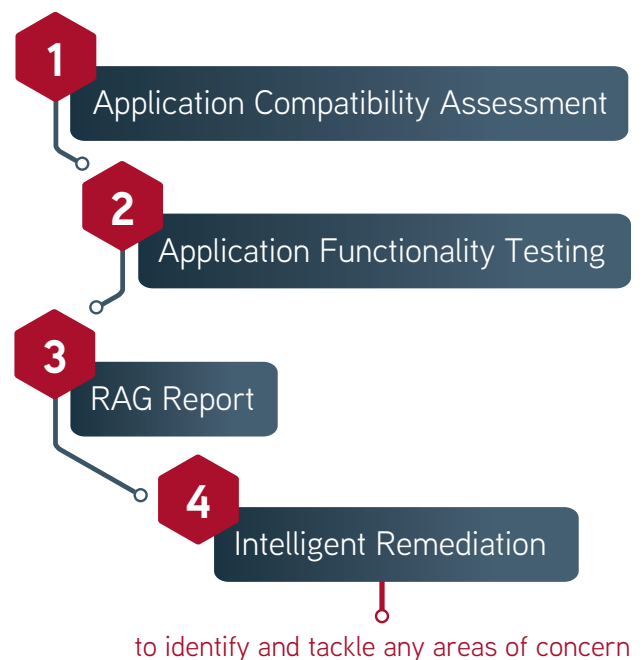 1
Application Compatibility Assessment
2
Application Functionality Testing
3
RAG Report
4
Intelligent Remediation
to identify and tackle any areas of concern